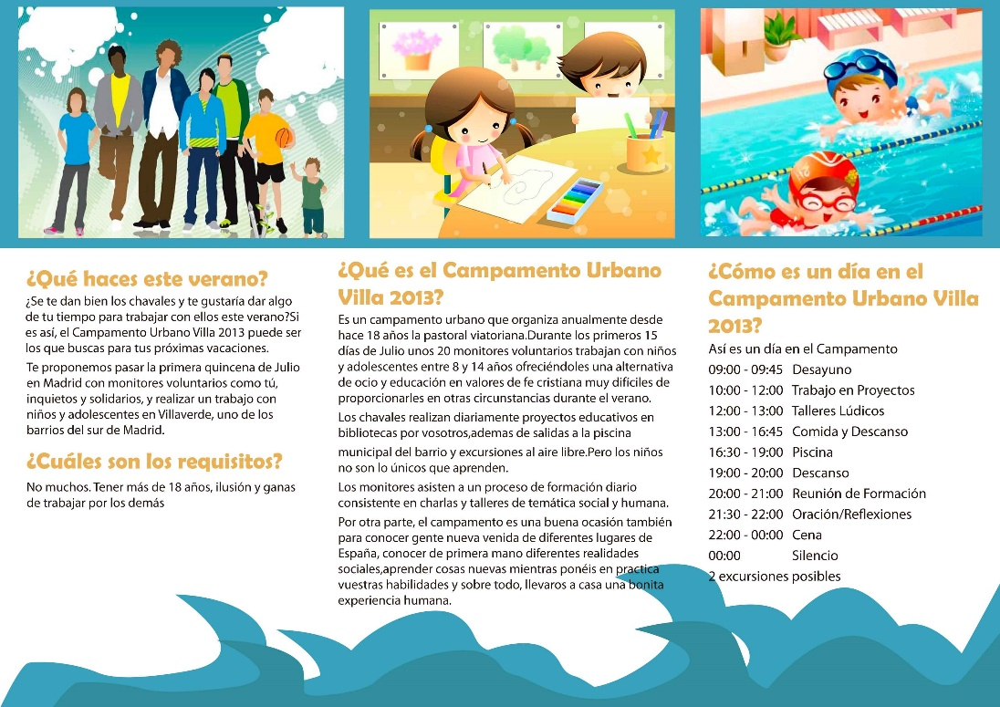 ¿Qué haces este verano?
¿Se te dan bien los chavales y te gustaría dar algo
de tu tiempo para trabajar con ellos este verano?Si
es así, el Campamento Urbano Villa 2013 puede ser
los que buscas para tus próximas vacaciones.
Te proponemos pasar la primera quincena de Julio
en Madrid con monitores voluntarios como tú,
inquietos y solidarios, y realizar un trabajo con
niños y adolescentes en Villaverde, uno de los
barrios del sur de Madrid.
¿Cuáles son los requisitos?
No muchos. Tener más de 18 años, ilusión y ganas
de trabajar por los demás
¿Qué es el Campamento Urbano
Villa 2013?
Es un campamento urbano que organiza anualmente desde
hace 18 años la pastoral viatoriana.Durante los primeros 15
días de Julio unos 20 monitores voluntarios trabajan con niños
y adolescentes entre 8 y 14 años ofreciéndoles una alternativa
de ocio y educación en valores de fe cristiana muy difíciles de
proporcionarles en otras circunstancias durante el verano.
Los chavales realizan diariamente proyectos educativos en
bibliotecas por vosotros,ademas de salidas a la piscina
municipal del barrio y excursiones al aire libre.Pero los niños
no son lo únicos que aprenden.
Los monitores asisten a un proceso de formación diario
consistente en charlas y talleres de temática social y humana.
Por otra parte, el campamento es una buena ocasión también
para conocer gente nueva venida de diferentes lugares de
España, conocer de primera mano diferentes realidades
sociales,aprender cosas nuevas mientras ponéis en practica
vuestras habilidades y sobre todo, llevaros a casa una bonita
experiencia humana.
¿Cómo es un día en el
Campamento Urbano Villa
2013?
Así es un día en el Campamento
09:00 - 09:45 Desayuno
10:00 - 12:00 Trabajo en Proyectos
12:00 - 13:00 Talleres Lúdicos
13:00 - 16:45 Comida y Descanso
16:30 - 19:00 Piscina
19:00 - 20:00 Descanso
20:00 - 21:00 Reunión de Formación
21:30 - 22:00 Oración/Reflexiones
22:00 - 00:00 Cena
00:00 Silencio
2 excursiones posibles